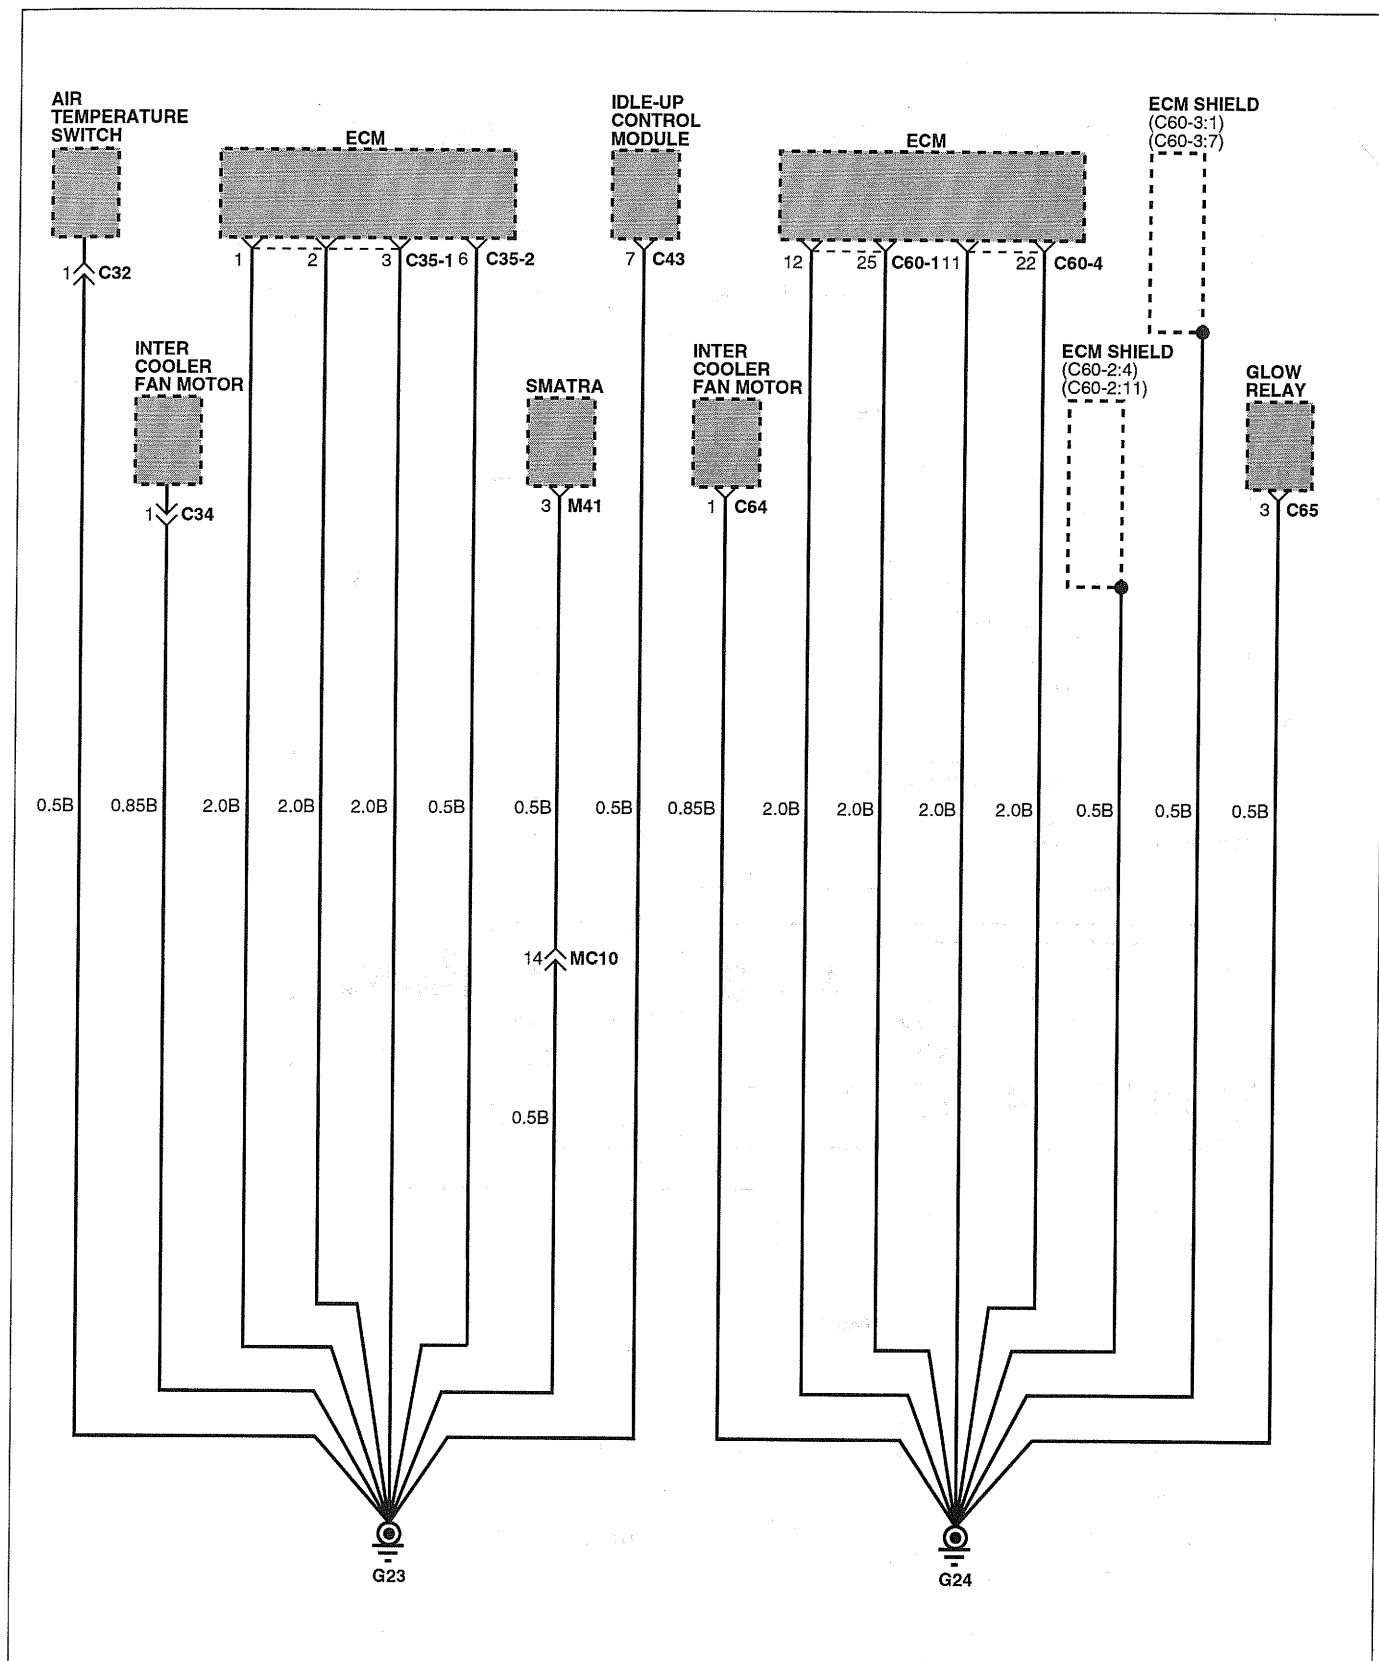 AIR
TEMPERATURE
SWITCH
ECM
IDLE-UP
CONTROL
MODULE
ECM
ECM SHIELD
(C60-3:1)
(C60-3:7)
1 C32
1 2 3 C35-1 6 C35-2
7 C43
12 25 C60-1 11 22 C60-4
INTER
COOLER
FAN MOTOR
SMATRA
INTER
COOLER
FAN MOTOR
ECM SHIELD
(C60-2:4)
(C60-2:11)
GLOW
RELAY
1 C34
3 M41
1 C64
3 C65
0.5B 0.85B 2.0B 2.0B 2.0B 0.5B 0.5B 0.5B 0.85B 2.0B 2.0B 2.0B 2.0B 0.5B 0.5B 0.5B
14 MC10
0.5B
G23
G24